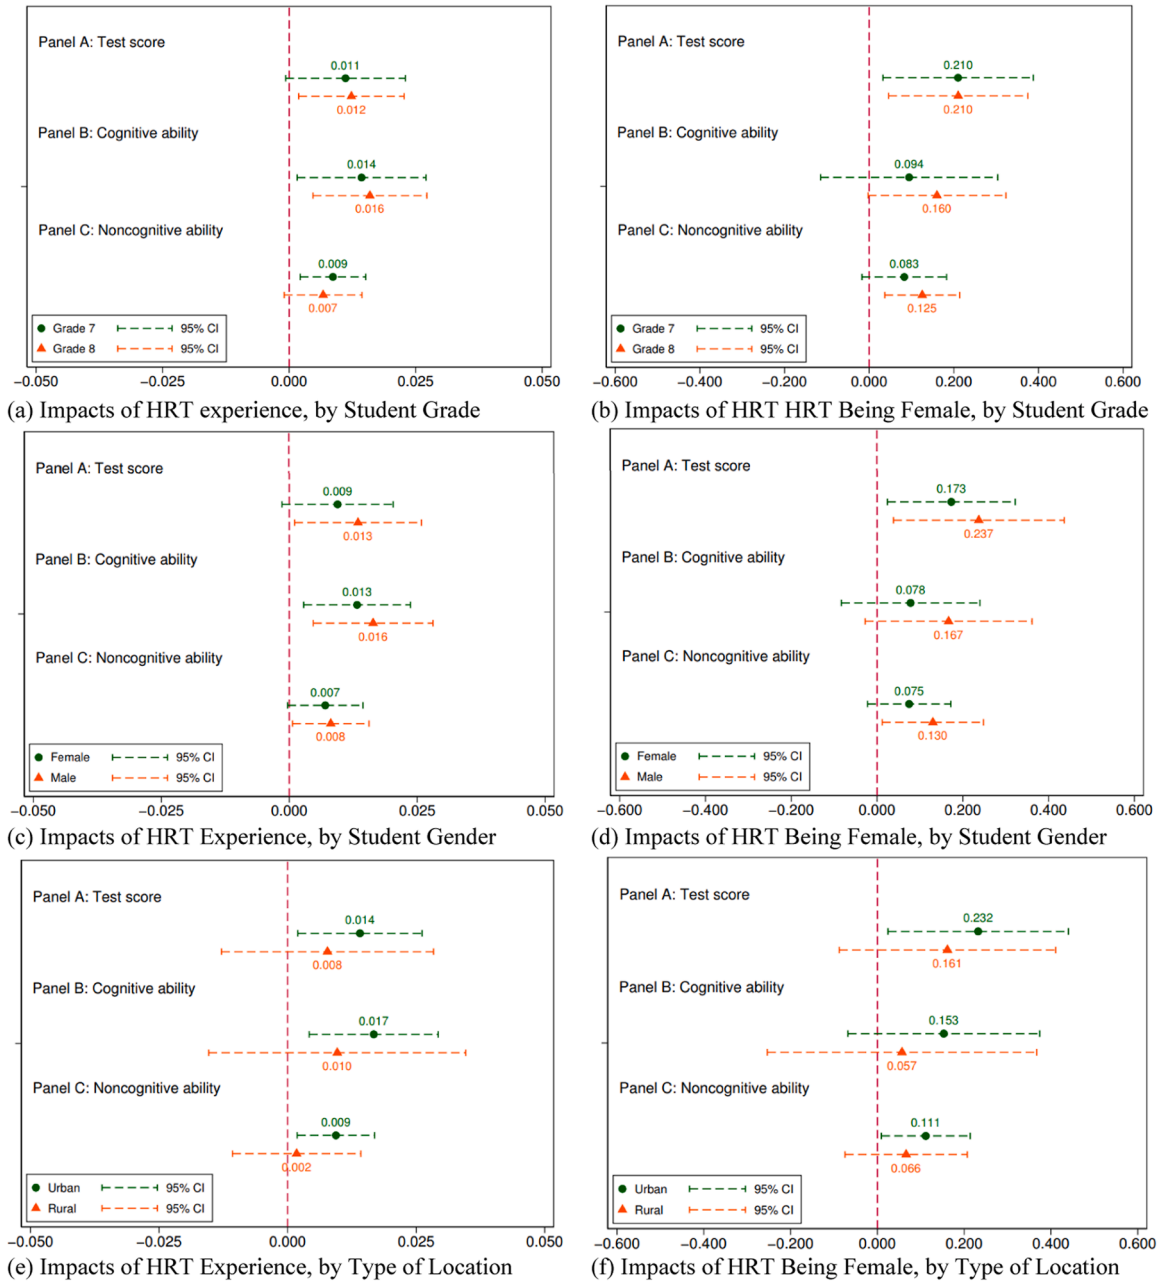 Panel A: Test score
0.011
0.012
Panel B: Cognitive ability
0.014
0.016
Panel C: Noncognitive ability
0.009
0.007
Grade 7 95% CI
Grade 8 95% CI
−0.050 −0.025 0.000 0.025 0.050
(a) Impacts of HRT experience, by Student Grade
Panel A: Test score
0.210
0.210
Panel B: Cognitive ability
0.094
0.160
Panel C: Noncognitive ability
0.083
0.125
Grade 7 95% CI
Grade 8 95% CI
−0.600 −0.400 −0.200 0.000 0.200 0.400 0.600
(b) Impacts of HRT HRT Being Female, by Student Grade
Panel A: Test score
0.009
0.013
Panel B: Cognitive ability
0.013
0.016
Panel C: Noncognitive ability
0.007
0.008
Female 95% CI
Male 95% CI
−0.050 −0.025 0.000 0.025 0.050
(c) Impacts of HRT Experience, by Student Gender
Panel A: Test score
0.173
0.237
Panel B: Cognitive ability
0.078
0.167
Panel C: Noncognitive ability
0.075
0.130
Female 95% CI
Male 95% CI
−0.600 −0.400 −0.200 0.000 0.200 0.400 0.600
(d) Impacts of HRT Being Female, by Student Gender
Panel A: Test score
0.014
0.008
Panel B: Cognitive ability
0.017
0.010
Panel C: Noncognitive ability
0.009
0.002
Urban 95% CI
Rural 95% CI
−0.050 −0.025 0.000 0.025 0.050
(e) Impacts of HRT Experience, by Type of Location
Panel A: Test score
0.232
0.161
Panel B: Cognitive ability
0.153
0.057
Panel C: Noncognitive ability
0.111
0.066
Urban 95% CI
Rural 95% CI
−0.600 −0.400 −0.200 0.000 0.200 0.400 0.600
(f) Impacts of HRT Being Female, by Type of Location